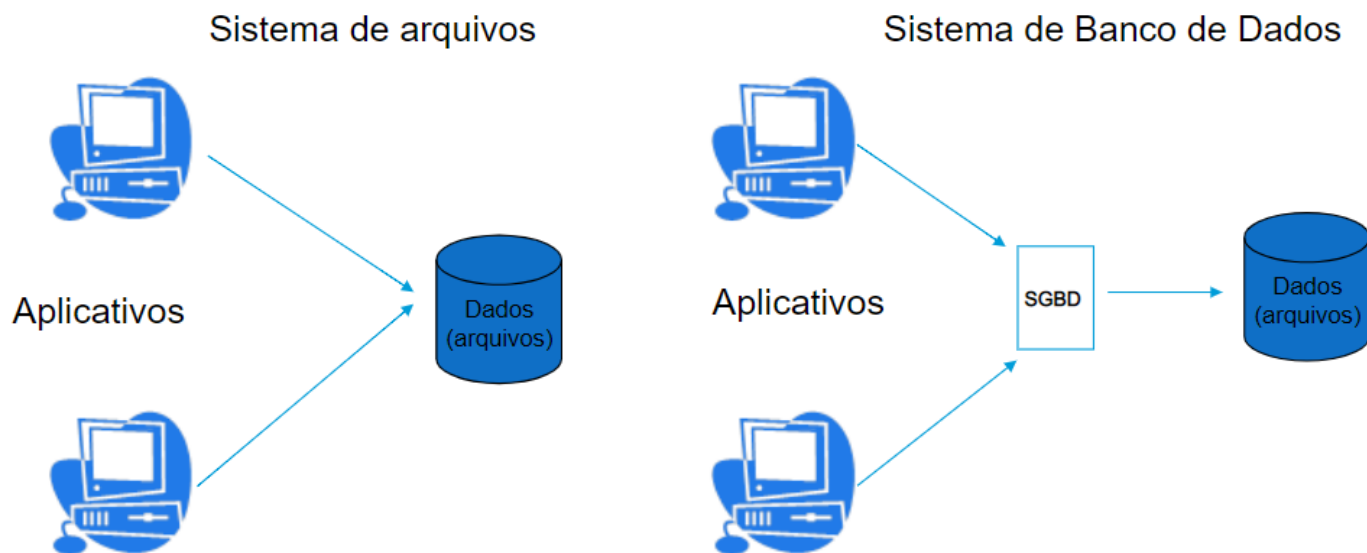 Sistema de arquivos
Aplicativos
Dados
(arquivos)
Sistema de Banco de Dados
Aplicativos
SGBD
Dados
(arquivos)